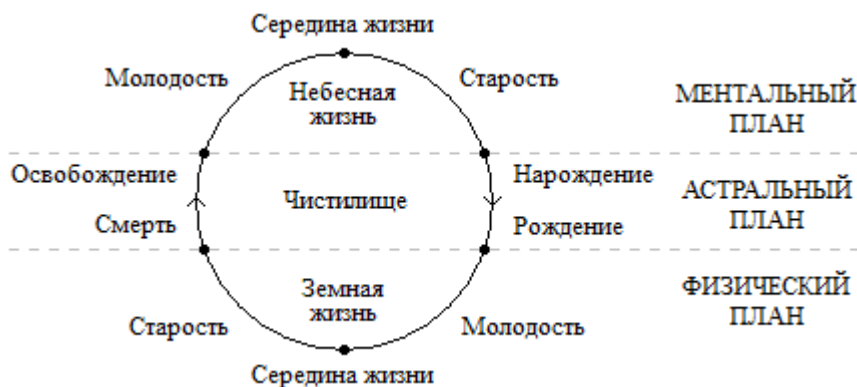 Середина жизни
Молодость
Старость
Небесная
жизнь
МЕНТАЛЬНЫЙ
ПЛАН
Освобождение
Нарождение
Чистилище
АСТРАЛЬНЫЙ
ПЛАН
Смерть
Рождение
Земная
жизнь
ФИЗИЧЕСКИЙ
ПЛАН
Старость
Молодость
Середина жизни